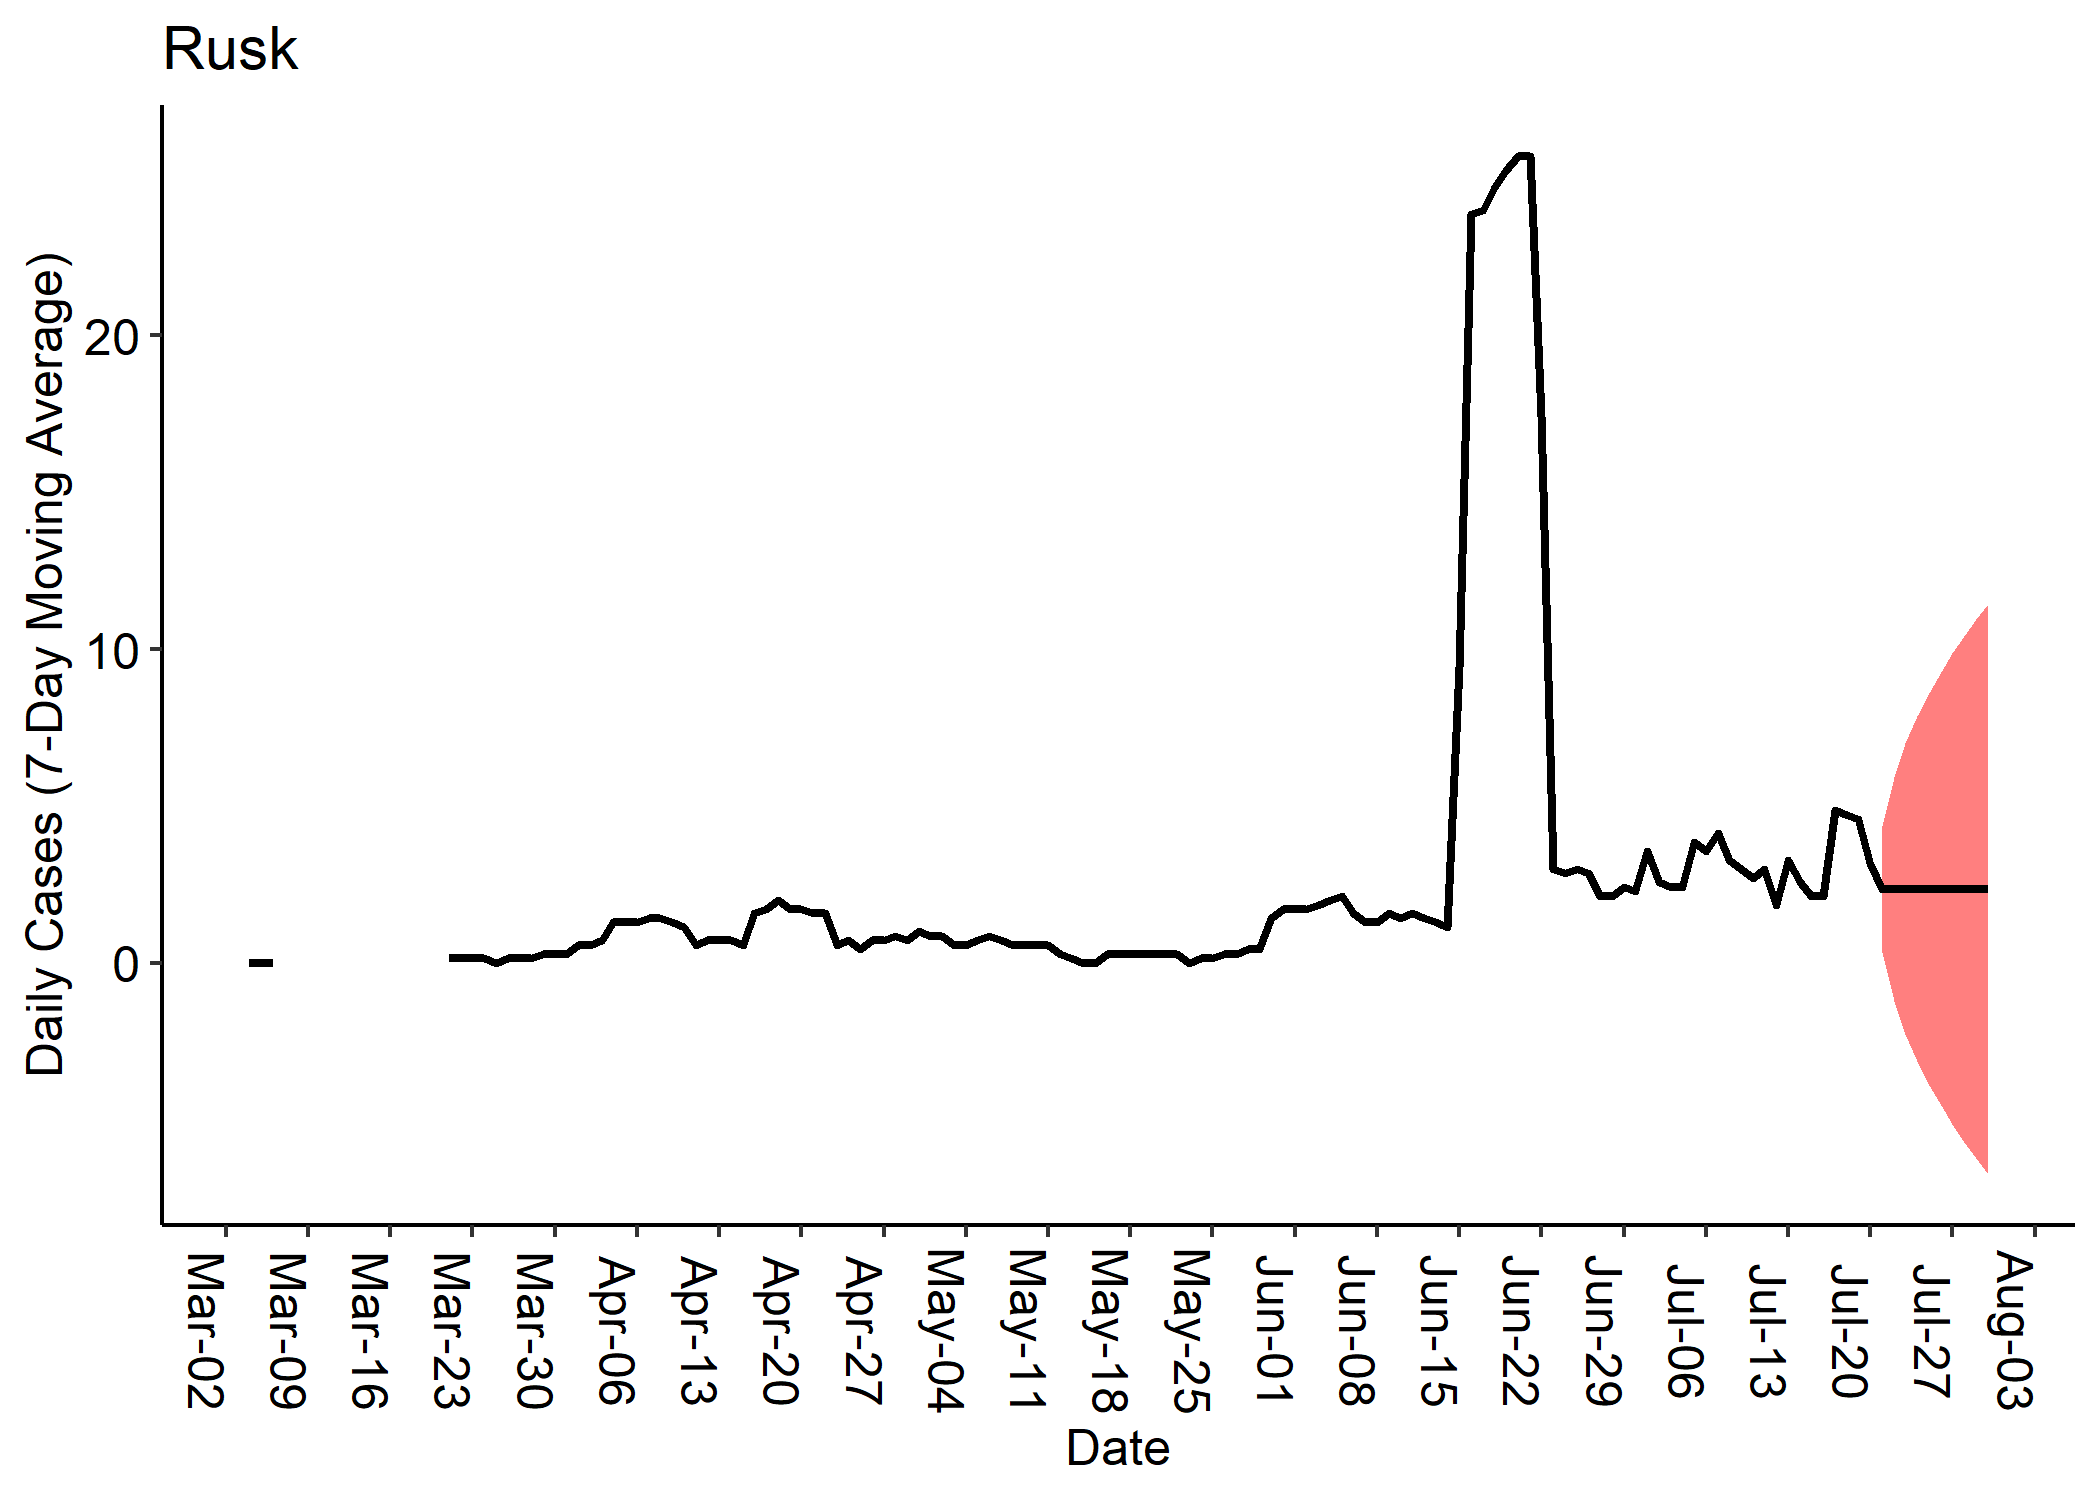 Rusk
Daily Cases (7-Day Moving Average)
20
10
0
Mar-02
Mar-09
Mar-16
Mar-23
Mar-30
Apr-06
Apr-13
Apr-20
Apr-27
May-04
May-11
May-18
May-25
Jun-01
Jun-08
Jun-15
Jun-22
Jun-29
Jul-06
Jul-13
Jul-20
Jul-27
Aug-03
Date